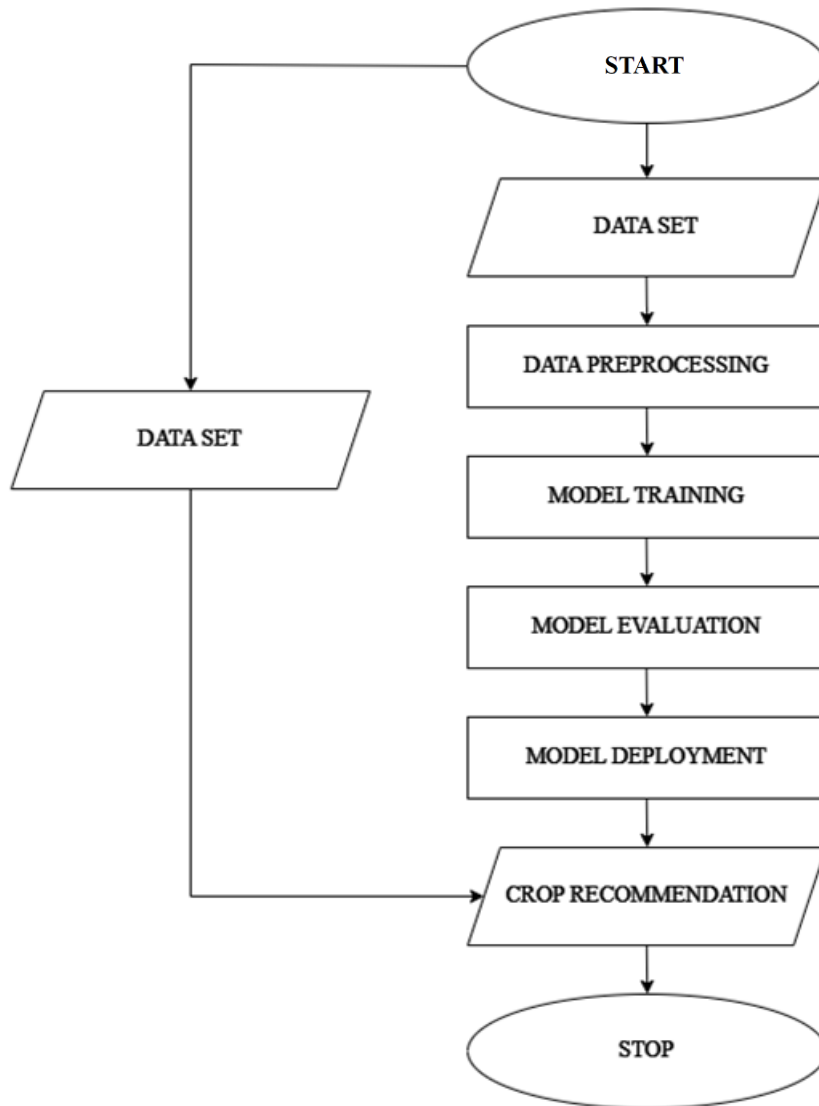 START
DATA SET
DATA PREPROCESSING
DATA SET
MODEL TRAINING
MODEL EVALUATION
MODEL DEPLOYMENT
CROP RECOMMENDATION
STOP